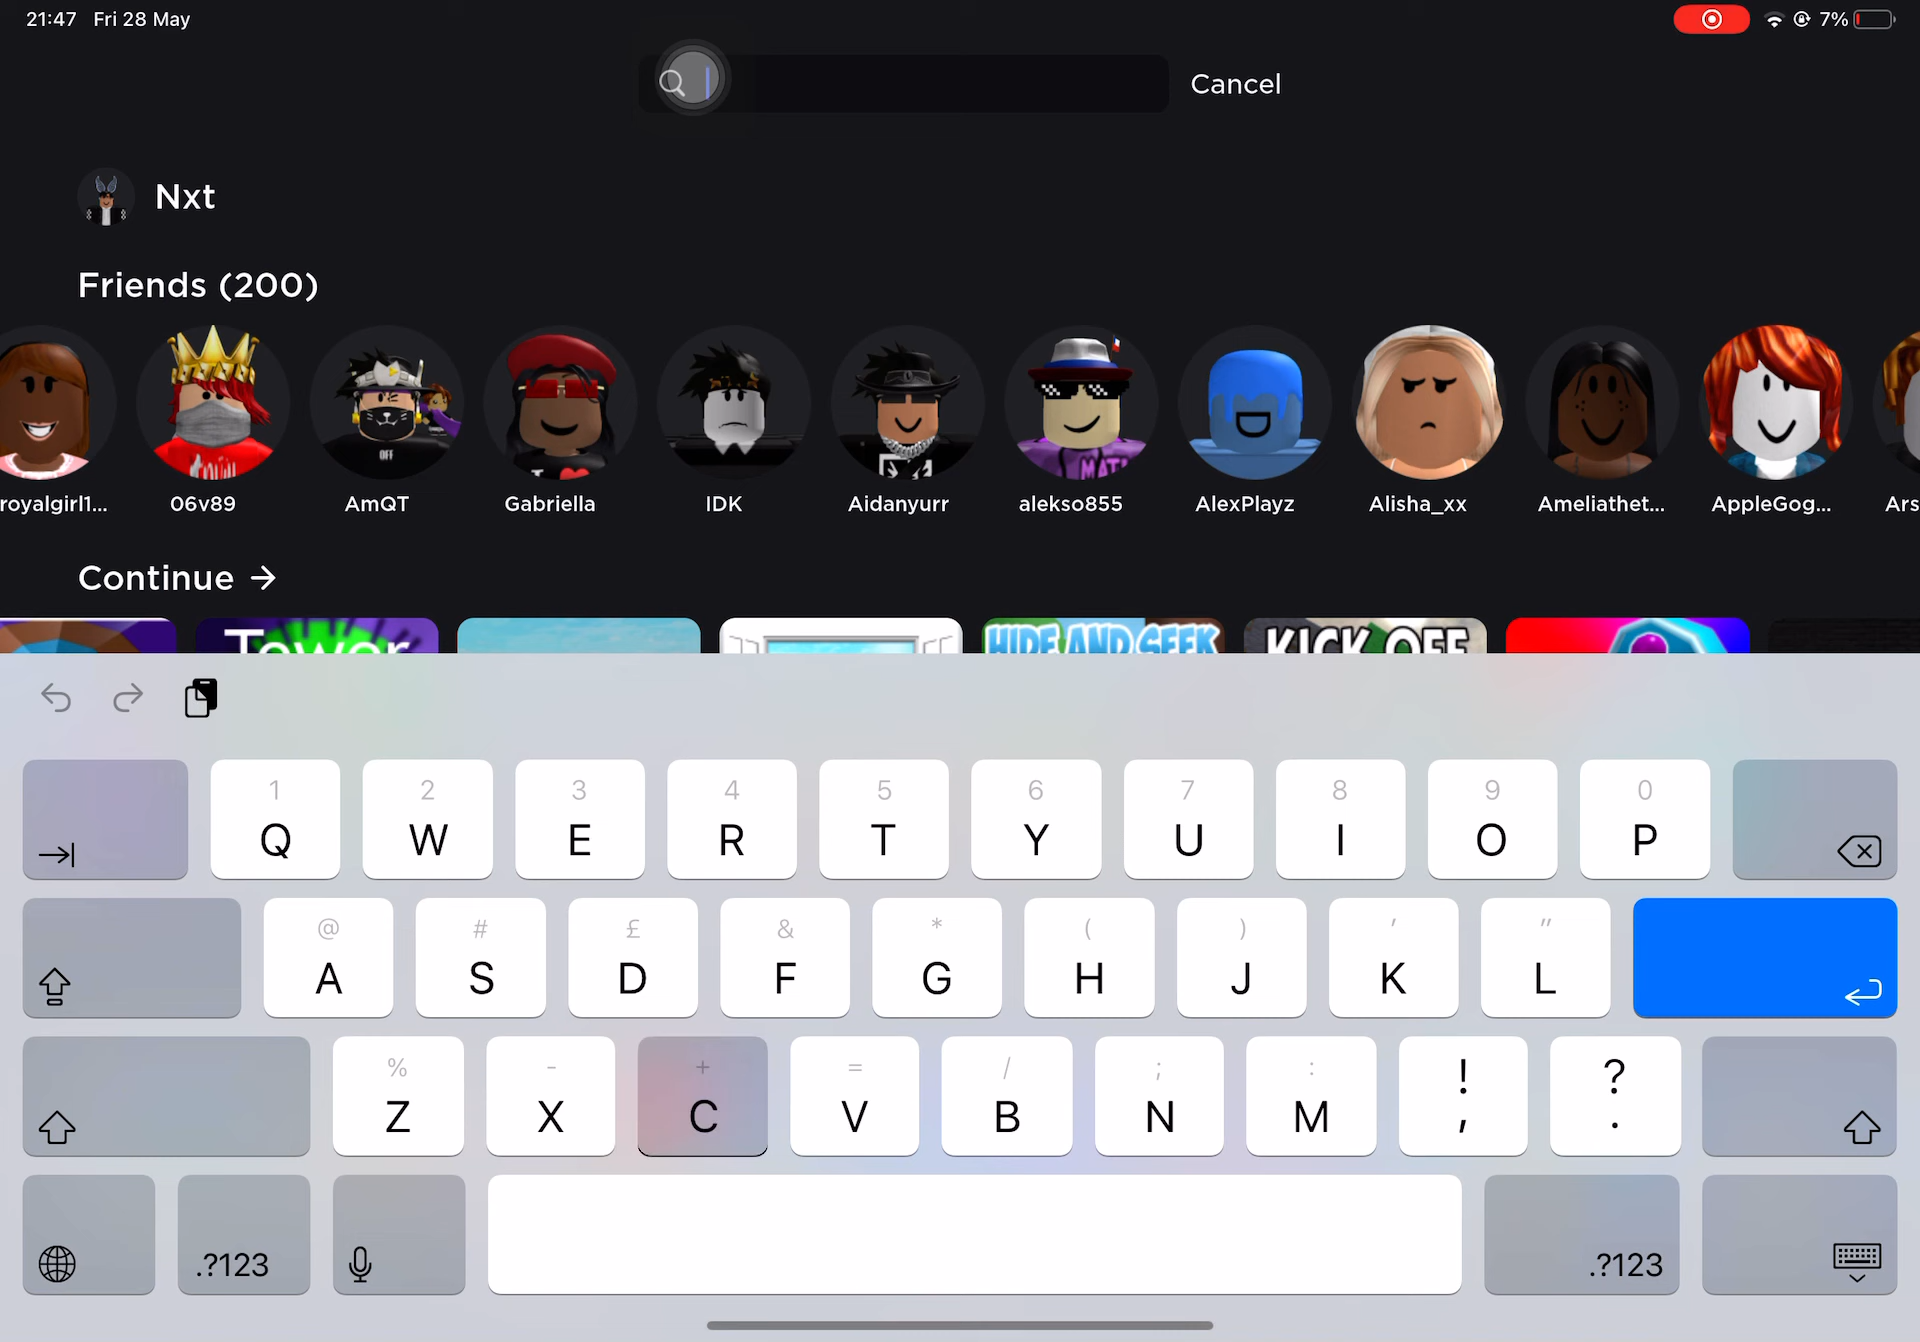 21:47 Fri 28 May
7%
Cancel
Nxt
Friends (200)
royalgirl1... 06v89 AmQT Gabriella IDK Aidanyurr alekso855 AlexPlayz Alisha_xx Ameliathet... AppleGog... Ars
Continue →
Tower HIDE AND SEEK KICK OFF
1 2 3 4 5 6 7 8 9 0
Q W E R T Y U I O P
@ # £ & * ( ) ' "
A S D F G H J K L
% - + = / ; : ! ?
Z X C V B N M , .
.?123 .?123